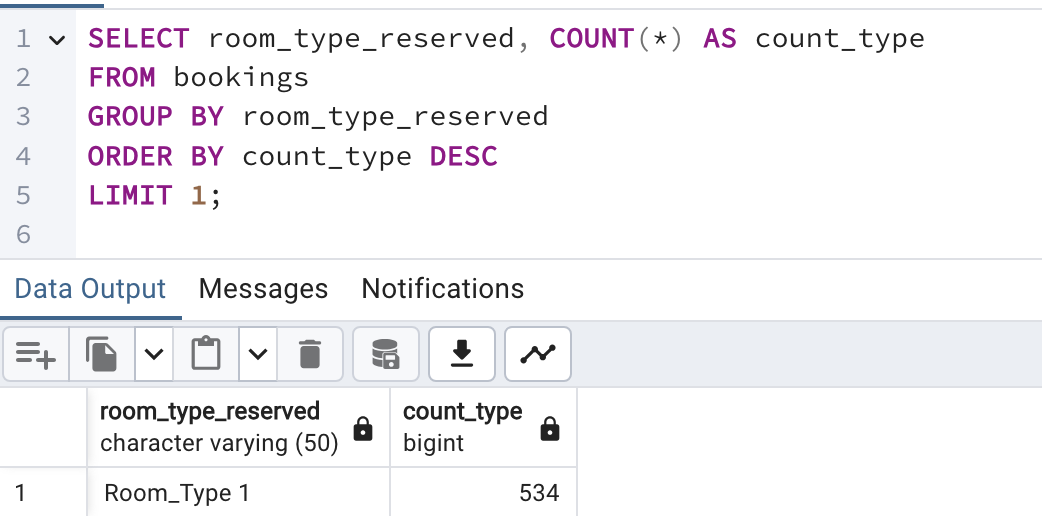 1 SELECT room_type_reserved, COUNT(*) AS count_type
2 FROM bookings
3 GROUP BY room_type_reserved
4 ORDER BY count_type DESC
5 LIMIT 1;
6
Data Output Messages Notifications
room_type_reserved count_type
character varying (50) bigint
1 Room_Type 1 534